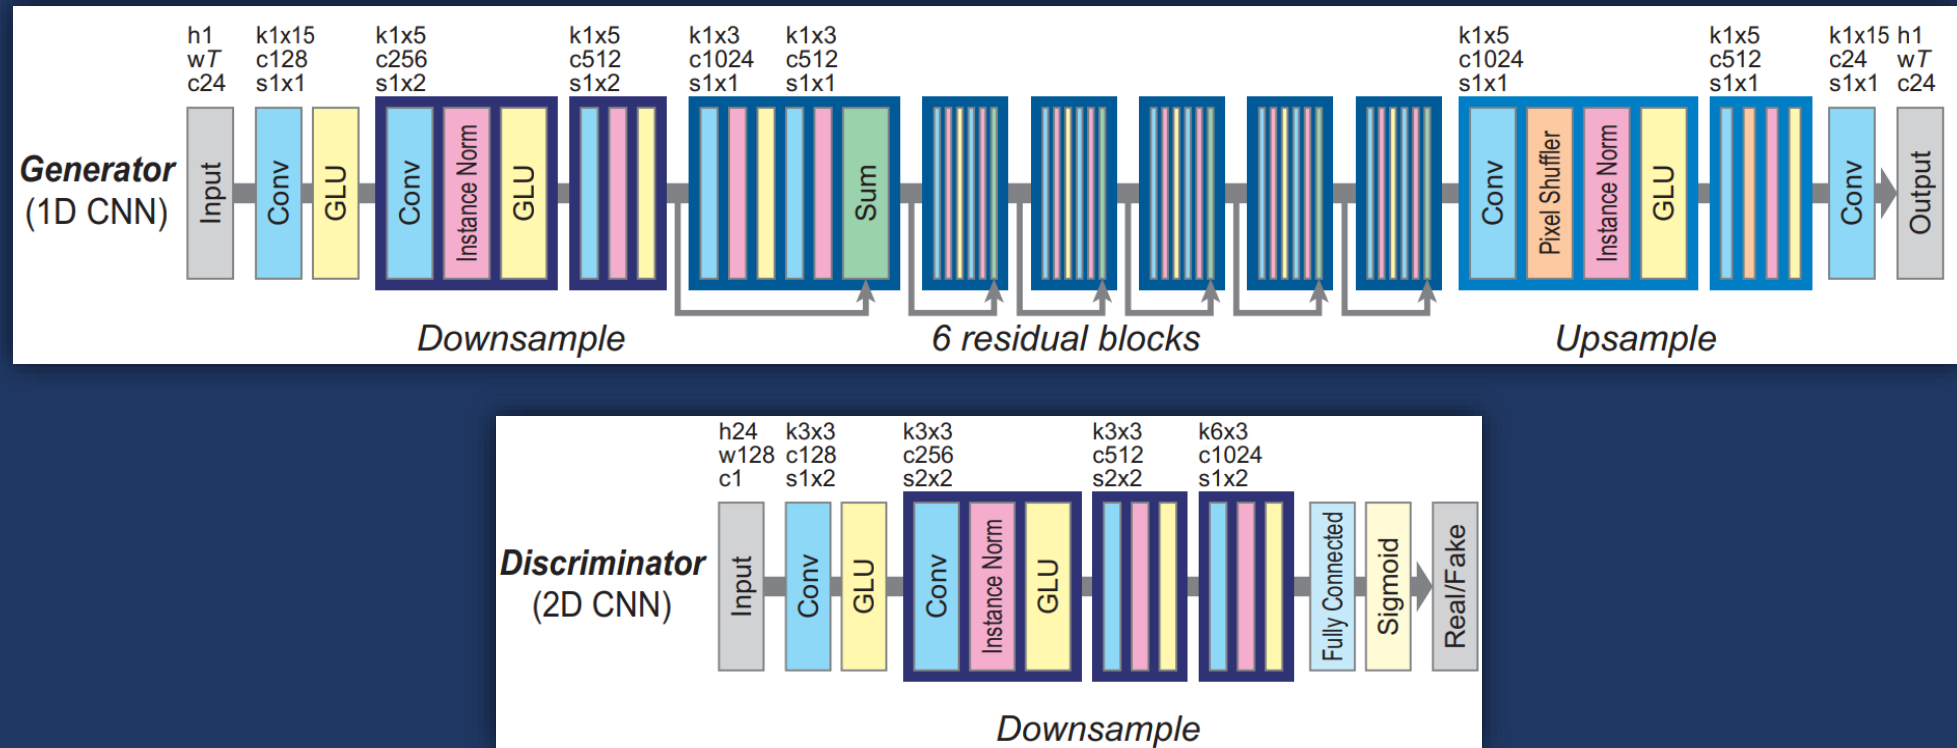 h1
wT
c24
k1x15
c128
s1x1
k1x5
c256
s1x2
k1x5
c512
s1x2
k1x3
c1024
s1x1
k1x3
c512
s1x1
k1x5
c1024
s1x1
k1x5
c512
s1x1
k1x15
c24
s1x1
h1
wT
c24
Generator
(1D CNN)
Input
Conv
GLU
Conv
Instance Norm
GLU
Sum
Conv
Pixel Shuffler
Instance Norm
GLU
Conv
Output
Downsample
6 residual blocks
Upsample
h24
w128
c1
k3x3
c128
s1x2
k3x3
c256
s2x2
k3x3
c512
s2x2
k6x3
c1024
s1x2
Discriminator
(2D CNN)
Input
Conv
GLU
Conv
Instance Norm
GLU
Fully Connected
Sigmoid
Real/Fake
Downsample